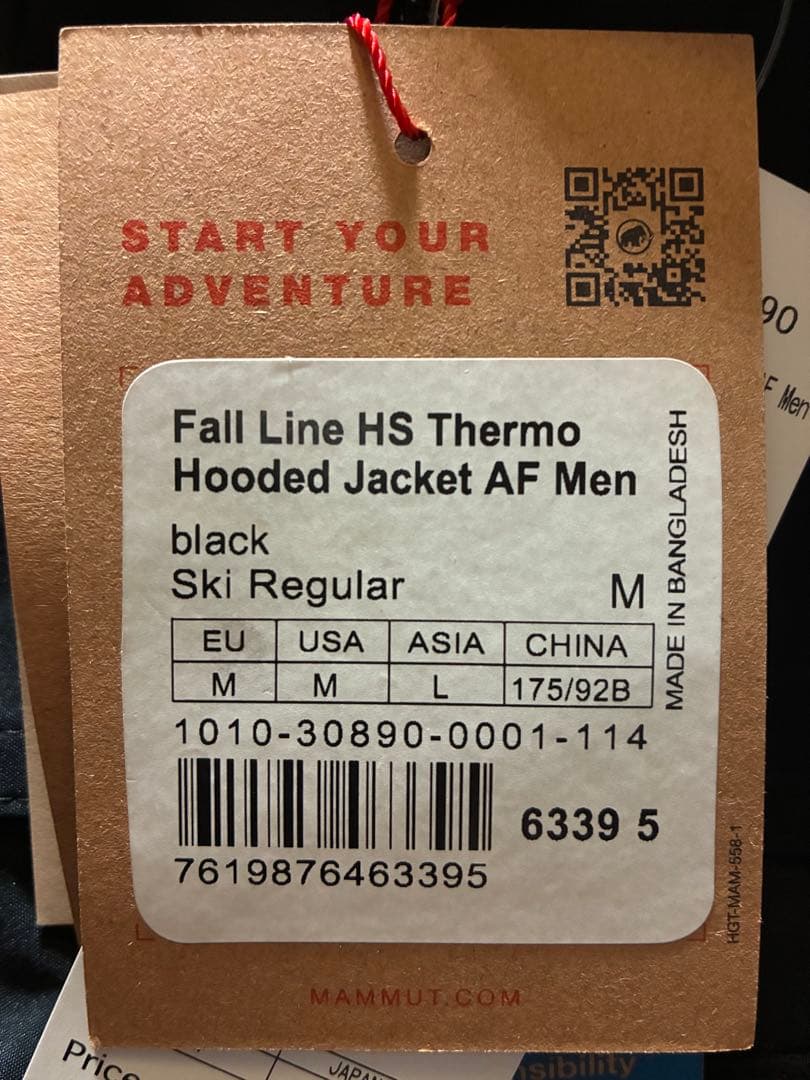 START YOUR
ADVENTURE
90
F Men
Fall Line HS Thermo
Hooded Jacket AF Men
black
Ski Regular
M
MADE IN BANGLADESH
EU USA ASIA CHINA
M M L 175/92B
1010-30890-0001-114
6339 5
7619876463395
HGT-MAM-558-1
MAMMUT.COM
Price
JAPAN
sibility